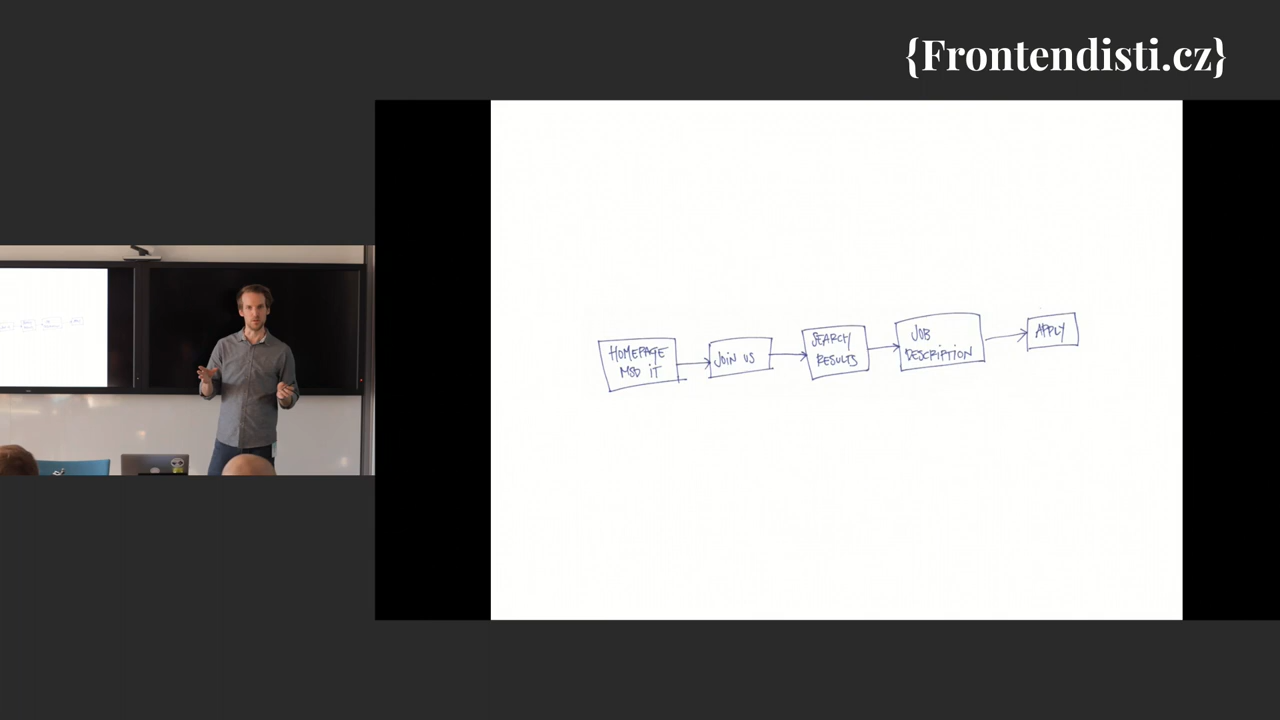 {Frontendisti.cz}
HOMEPAGE
MSD IT
JOIN US
SEARCH
RESULTS
JOB
DESCRIPTION
APPLY